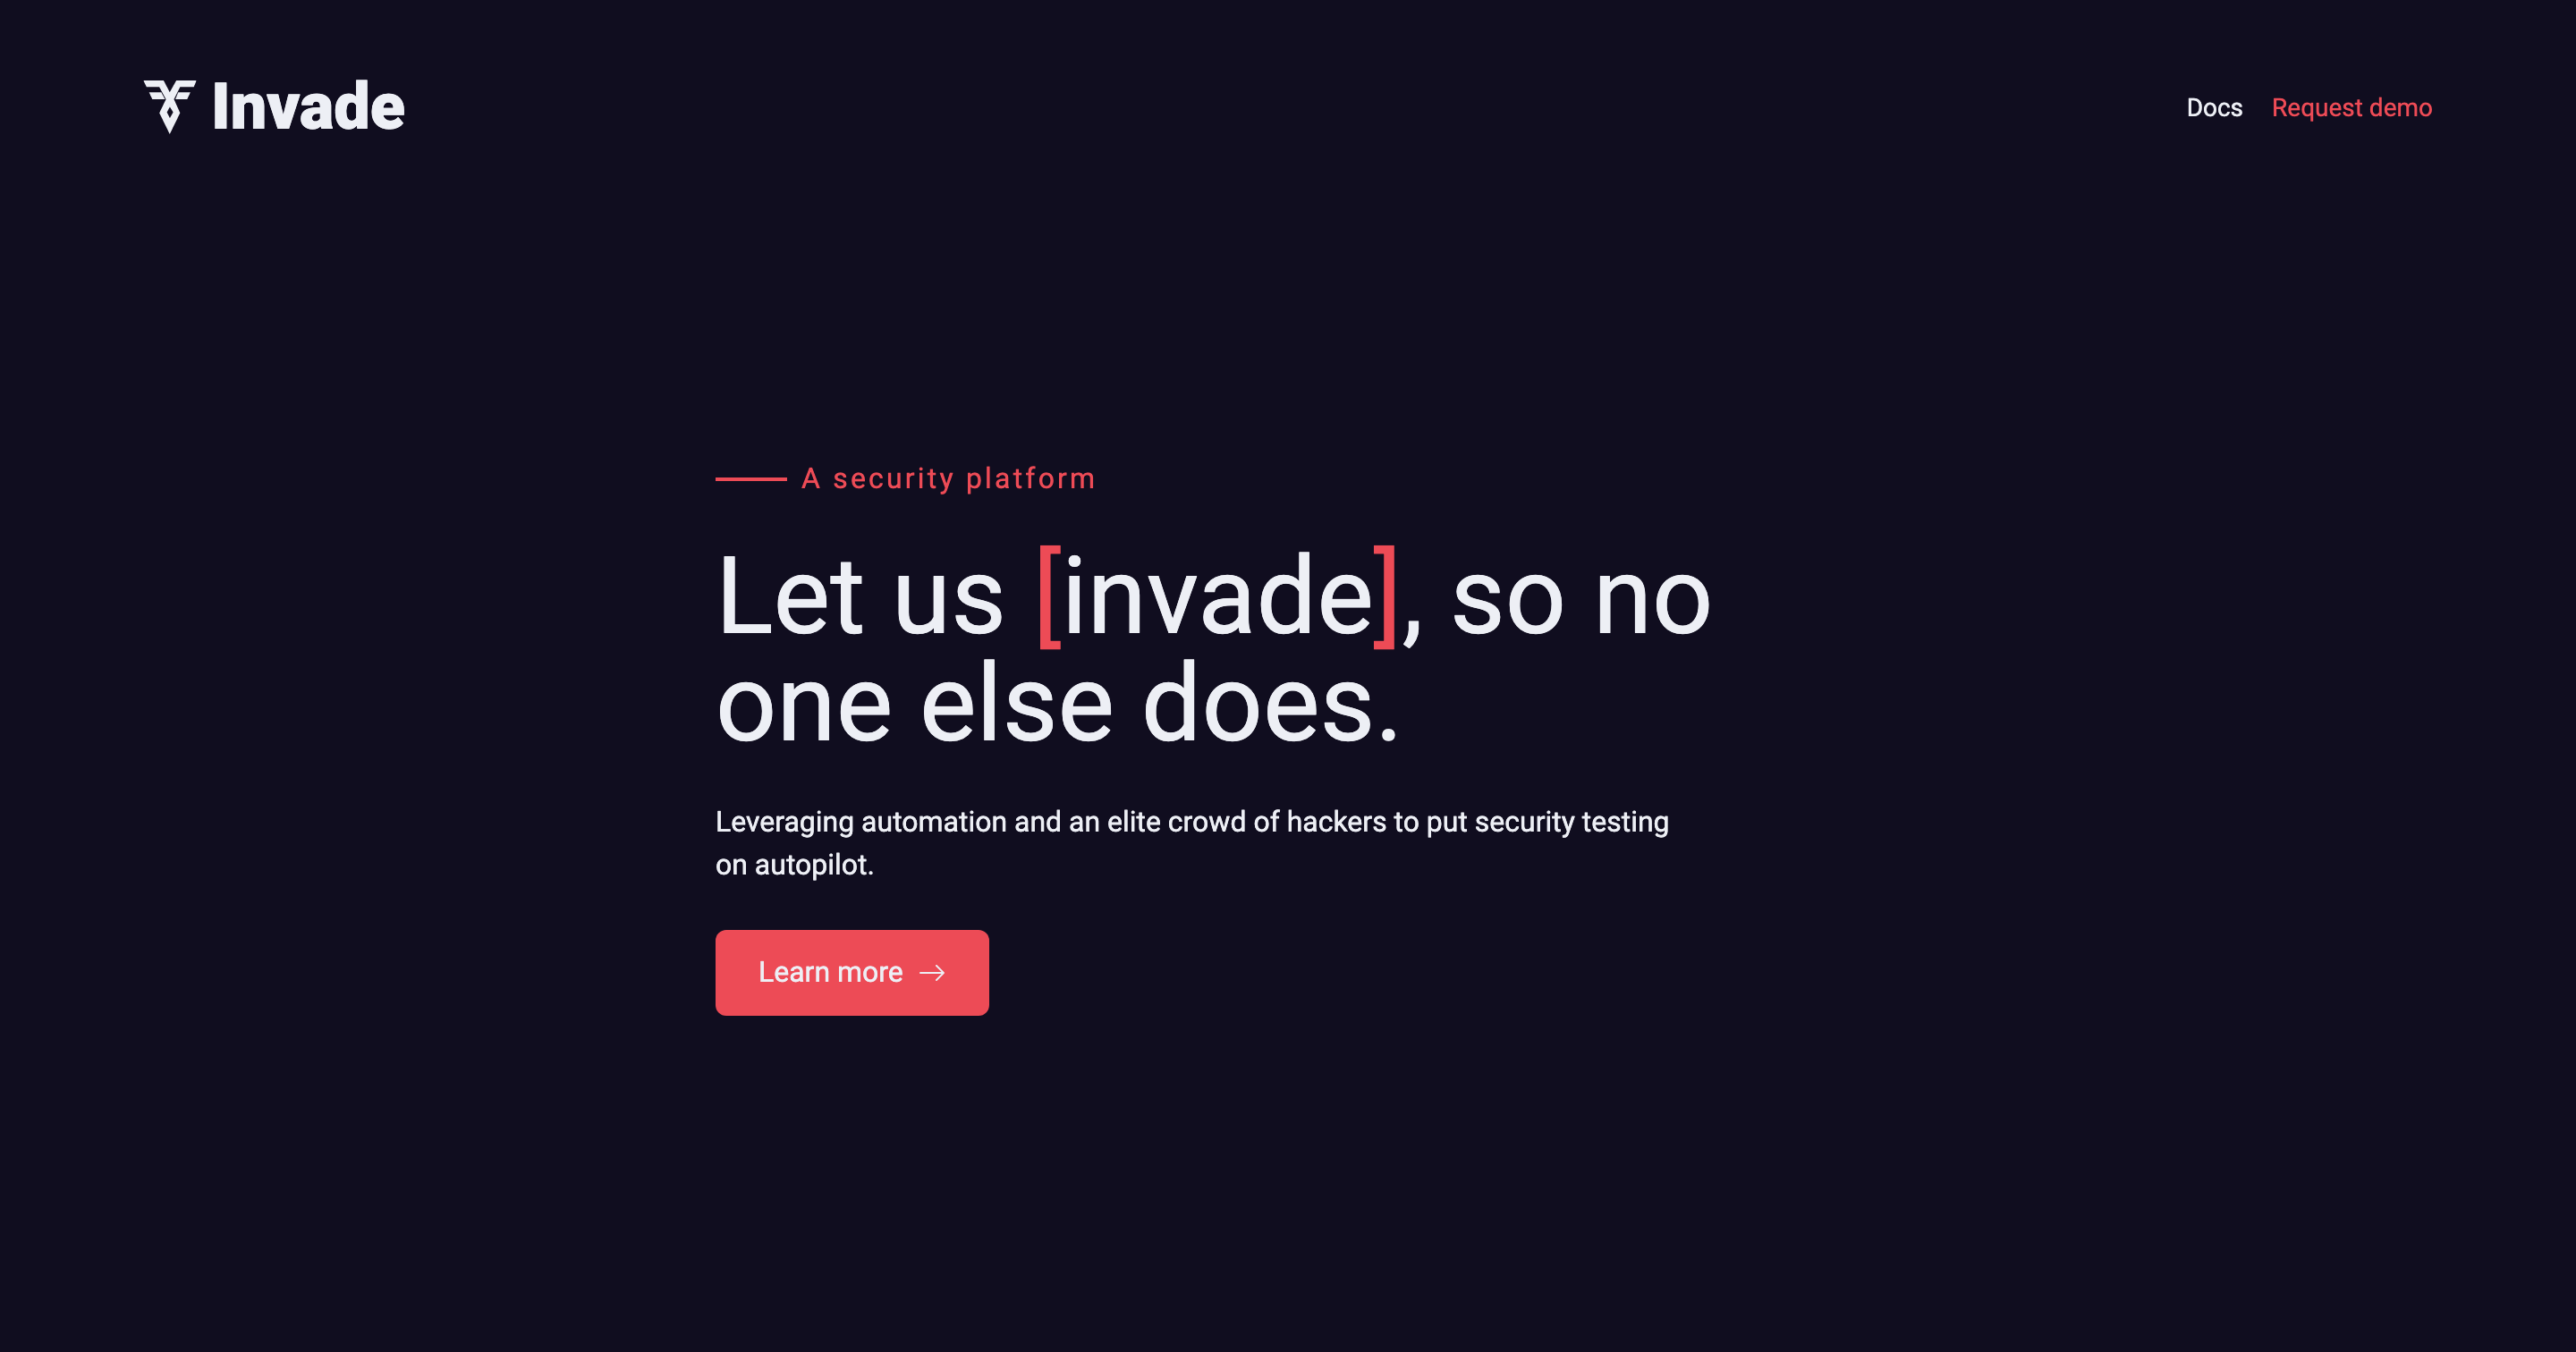 Invade
Docs
Request demo
A security platform
Let us [invade], so no
one else does.
Leveraging automation and an elite crowd of hackers to put security testing
on autopilot.
Learn more →